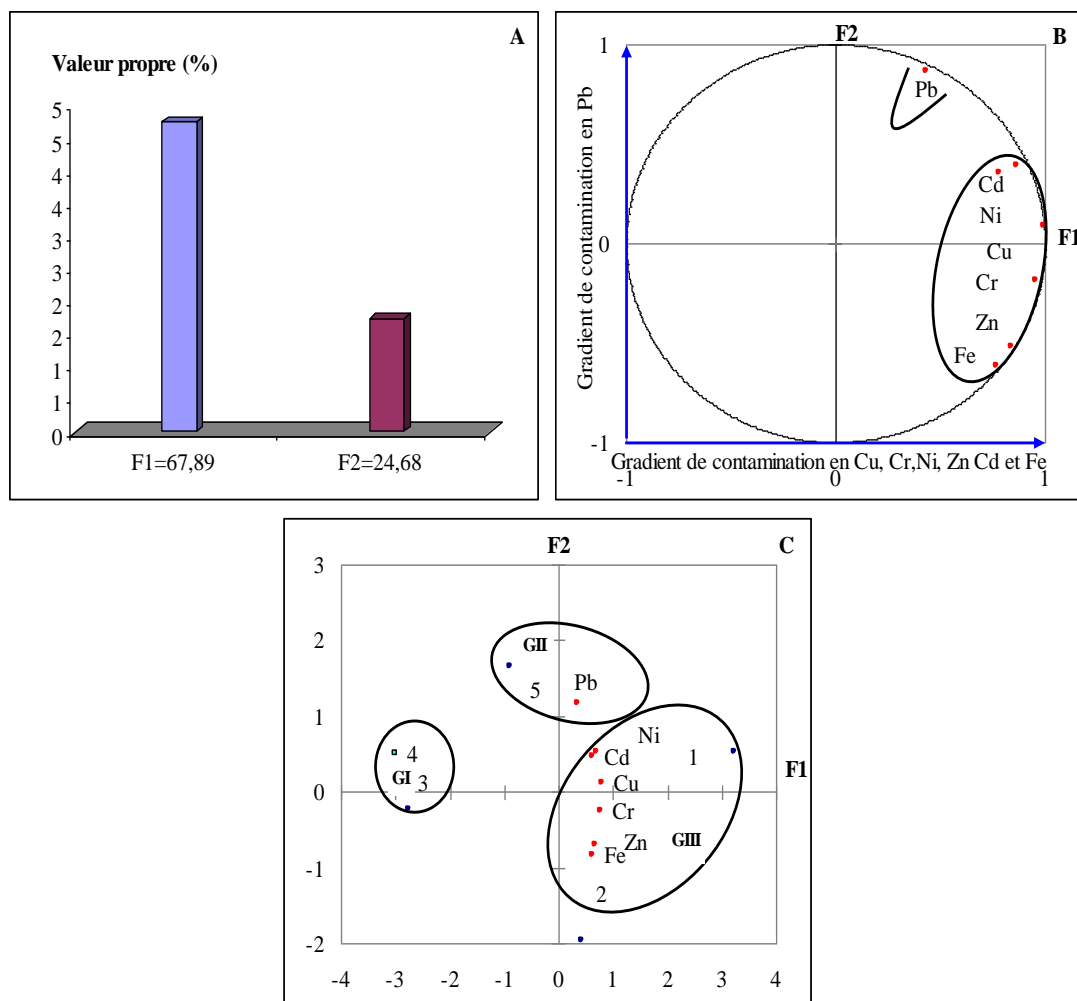 A
Valeur propre (%)
5
5
4
4
3
3
2
2
1
1
0
F1=67,89
F2=24,68
F2
B
1
0
-1
Gradient de contamination en Pb
Pb
Cd
Ni
F1
Cu
Cr
Zn
Fe
Gradient de contamination en Cu, Cr,Ni, Zn Cd et Fe
-1
0
1
F2
C
3
2
1
0
-1
-2
GII
5
Pb
Ni
4
Cd
1
F1
GI
3
Cu
Cr
Zn
GIII
Fe
2
-4
-3
-2
-1
0
1
2
3
4